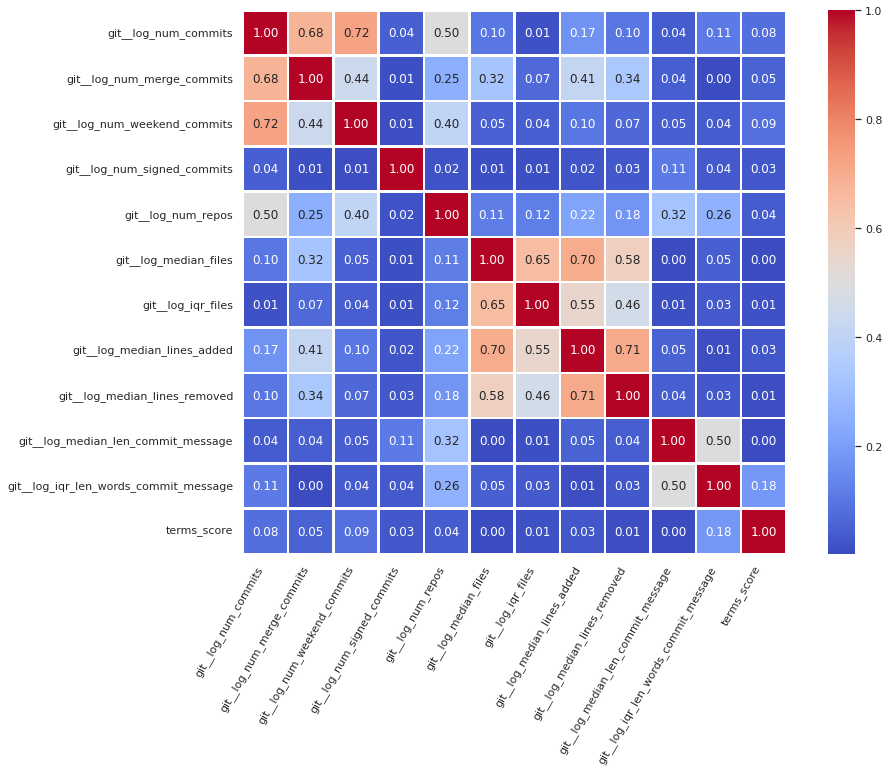 git__log_num_commits 1.00 0.68 0.72 0.04 0.50 0.10 0.01 0.17 0.10 0.04 0.11 0.08
git__log_num_merge_commits 0.68 1.00 0.44 0.01 0.25 0.32 0.07 0.41 0.34 0.04 0.00 0.05
git__log_num_weekend_commits 0.72 0.44 1.00 0.01 0.40 0.05 0.04 0.10 0.07 0.05 0.04 0.09
git__log_num_signed_commits 0.04 0.01 0.01 1.00 0.02 0.01 0.01 0.02 0.03 0.11 0.04 0.03
git__log_num_repos 0.50 0.25 0.40 0.02 1.00 0.11 0.12 0.22 0.18 0.32 0.26 0.04
git__log_median_files 0.10 0.32 0.05 0.01 0.11 1.00 0.65 0.70 0.58 0.00 0.05 0.00
git__log_iqr_files 0.01 0.07 0.04 0.01 0.12 0.65 1.00 0.55 0.46 0.01 0.03 0.01
git__log_median_lines_added 0.17 0.41 0.10 0.02 0.22 0.70 0.55 1.00 0.71 0.05 0.01 0.03
git__log_median_lines_removed 0.10 0.34 0.07 0.03 0.18 0.58 0.46 0.71 1.00 0.04 0.03 0.01
git__log_median_len_commit_message 0.04 0.04 0.05 0.11 0.32 0.00 0.01 0.05 0.04 1.00 0.50 0.00
git__log_iqr_len_words_commit_message 0.11 0.00 0.04 0.04 0.26 0.05 0.03 0.01 0.03 0.50 1.00 0.18
terms_score 0.08 0.05 0.09 0.03 0.04 0.00 0.01 0.03 0.01 0.00 0.18 1.00
git__log_num_commits
git__log_num_merge_commits
git__log_num_weekend_commits
git__log_num_signed_commits
git__log_num_repos
git__log_median_files
git__log_iqr_files
git__log_median_lines_added
git__log_median_lines_removed
git__log_median_len_commit_message
git__log_iqr_len_words_commit_message
terms_score
1.0
0.8
0.6
0.4
0.2